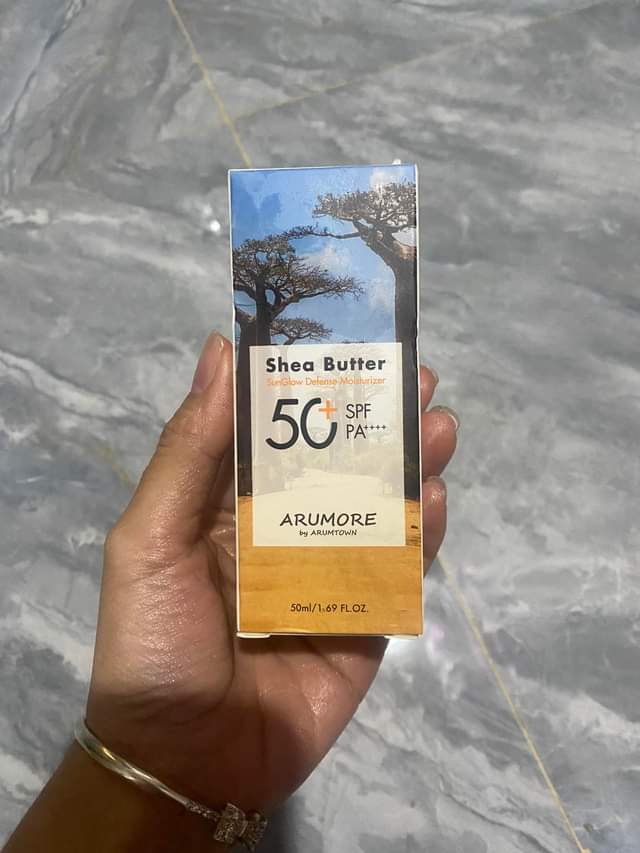 Shea Butter
SunGlow Defense Moisturizer
50+ SPF
PA++++
ARUMORE
by ARUMTOWN
50ml/1.69 FL.OZ.